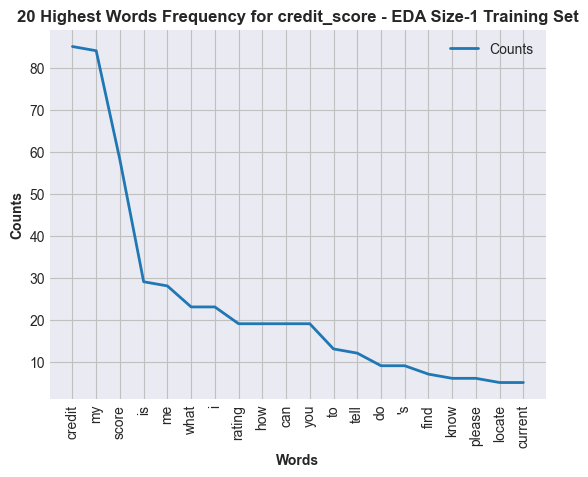 20 Highest Words Frequency for credit_score - EDA Size-1 Training Set
Counts
Counts
80
70
60
50
40
30
20
10
credit
my
score
is
me
what
i
rating
how
can
you
to
tell
do
's
find
know
please
locate
current
Words